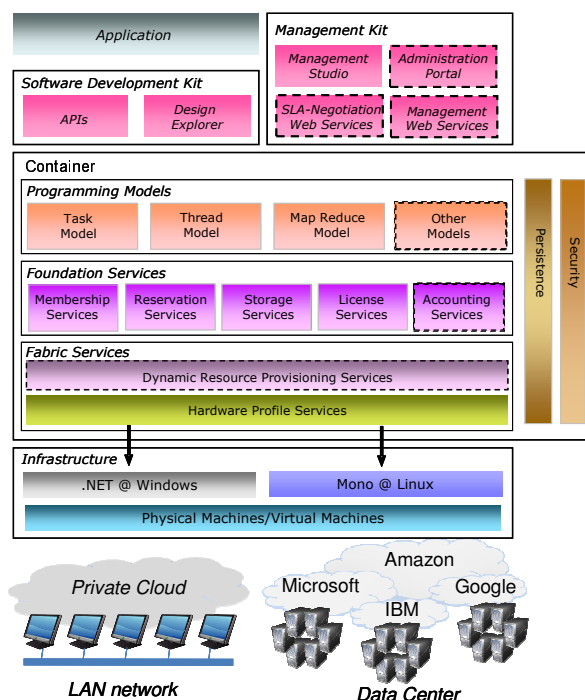 Application
Management Kit
Management
Studio
Administration
Portal
SLA-Negotiation
Web Services
Management
Web Services
Software Development Kit
APIs
Design
Explorer
Container
Programming Models
Task
Model
Thread
Model
Map Reduce
Model
Other
Models
Foundation Services
Membership
Services
Reservation
Services
Storage
Services
License
Services
Accounting
Services
Fabric Services
Dynamic Resource Provisioning Services
Hardware Profile Services
Persistence
Security
Infrastructure
.NET @ Windows
Mono @ Linux
Physical Machines/Virtual Machines
Private Cloud
LAN network
Amazon
Microsoft
Google
IBM
Data Center